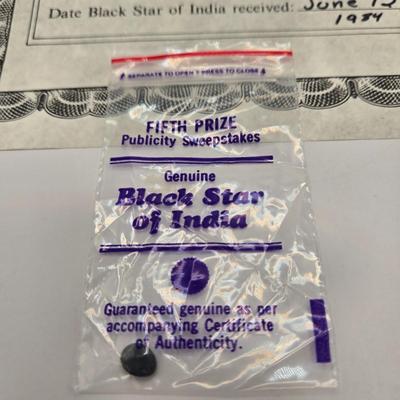 Date Black Star of India received: June 12
1984
SEPARATE TO OPEN ? PRESS TO CLOSE
FIFTH PRIZE
Publicity Sweepstakes
Genuine
Black Star
of India
Guaranteed genuine as per
accompanying Certificate
of Authenticity.